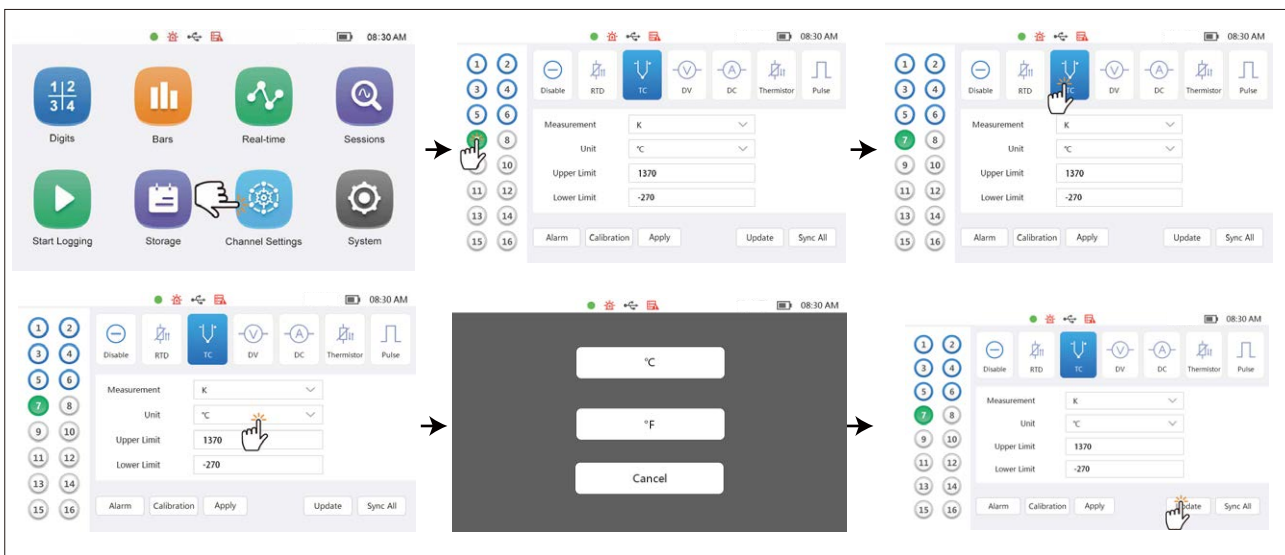 08:30 AM
1 2
3 4
Digits
Bars
Real-time
Sessions
Start Logging
Storage
Channel Settings
System
08:30 AM
1 2
3 4
5 6
8
10
11 12
13 14
15 16
Disable RTD TC DV DC Thermistor Pulse
Measurement K
Unit ℃
Upper Limit 1370
Lower Limit -270
Alarm Calibration Apply Update Sync All
08:30 AM
1 2
3 4
5 6
7 8
9 10
11 12
13 14
15 16
Disable RTD TC DV DC Thermistor Pulse
Measurement K
Unit ℃
Upper Limit 1370
Lower Limit -270
Alarm Calibration Apply Update Sync All
08:30 AM
1 2
3 4
5 6
7 8
9 10
11 12
13 14
15 16
Disable RTD TC DV DC Thermistor Pulse
Measurement K
Unit ℃
Upper Limit 1370
Lower Limit -270
Alarm Calibration Apply Update Sync All
08:30 AM
°C
°F
Cancel
08:30 AM
1 2
3 4
5 6
7 8
9 10
11 12
13 14
15 16
Disable RTD TC DV DC Thermistor Pulse
Measurement K
Unit ℃
Upper Limit 1370
Lower Limit -270
Alarm Calibration Apply Update Sync All